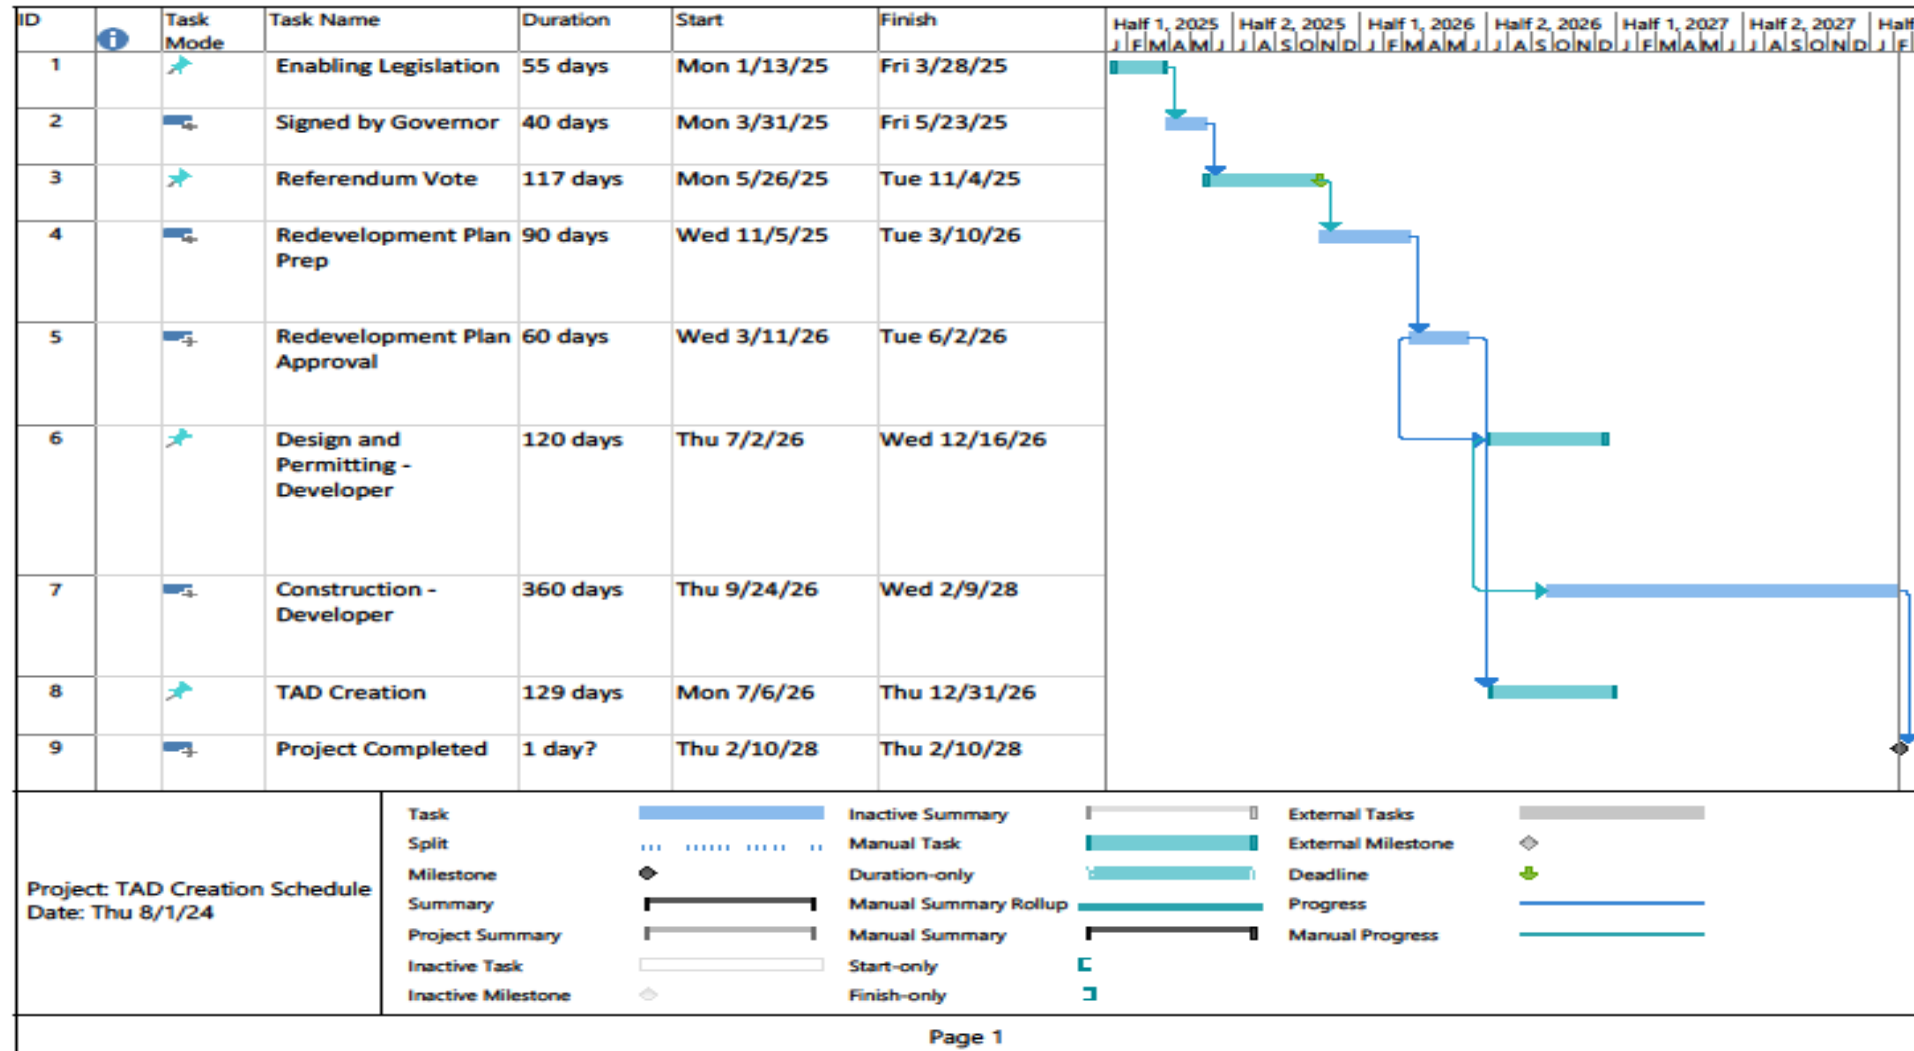 ID Task Mode Task Name Duration Start Finish
Half 1, 2025 Half 2, 2025 Half 1, 2026 Half 2, 2026 Half 1, 2027 Half 2, 2027 Half
J F M A M J J A S O N D J F M A M J J A S O N D J F M A M J J A S O N D J F
1 Enabling Legislation 55 days Mon 1/13/25 Fri 3/28/25
2 Signed by Governor 40 days Mon 3/31/25 Fri 5/23/25
3 Referendum Vote 117 days Mon 5/26/25 Tue 11/4/25
4 Redevelopment Plan 90 days Wed 11/5/25 Tue 3/10/26
Prep
5 Redevelopment Plan 60 days Wed 3/11/26 Tue 6/2/26
Approval
6 Design and 120 days Thu 7/2/26 Wed 12/16/26
Permitting -
Developer
7 Construction - 360 days Thu 9/24/26 Wed 2/9/28
Developer
8 TAD Creation 129 days Mon 7/6/26 Thu 12/31/26
9 Project Completed 1 day? Thu 2/10/28 Thu 2/10/28
Project: TAD Creation Schedule
Date: Thu 8/1/24
Task
Split
Milestone
Summary
Project Summary
Inactive Task
Inactive Milestone
Inactive Summary
Manual Task
Duration-only
Manual Summary Rollup
Manual Summary
Start-only
Finish-only
External Tasks
External Milestone
Deadline
Progress
Manual Progress
Page 1